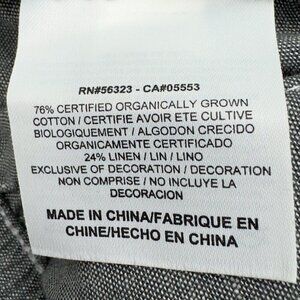 RN#56323 - CA#05553
76% CERTIFIED ORGANICALLY GROWN
COTTON / CERTIFIE AVOIR ETE CULTIVE
BIOLOGIQUEMENT / ALGODON CRECIDO
ORGANICAMENTE CERTIFICADO
24% LINEN / LIN / LINO
EXCLUSIVE OF DECORATION / DECORATION
NON COMPRISE / NO INCLUYE LA
DECORACION
MADE IN CHINA/FABRIQUE EN
CHINE/HECHO EN CHINA